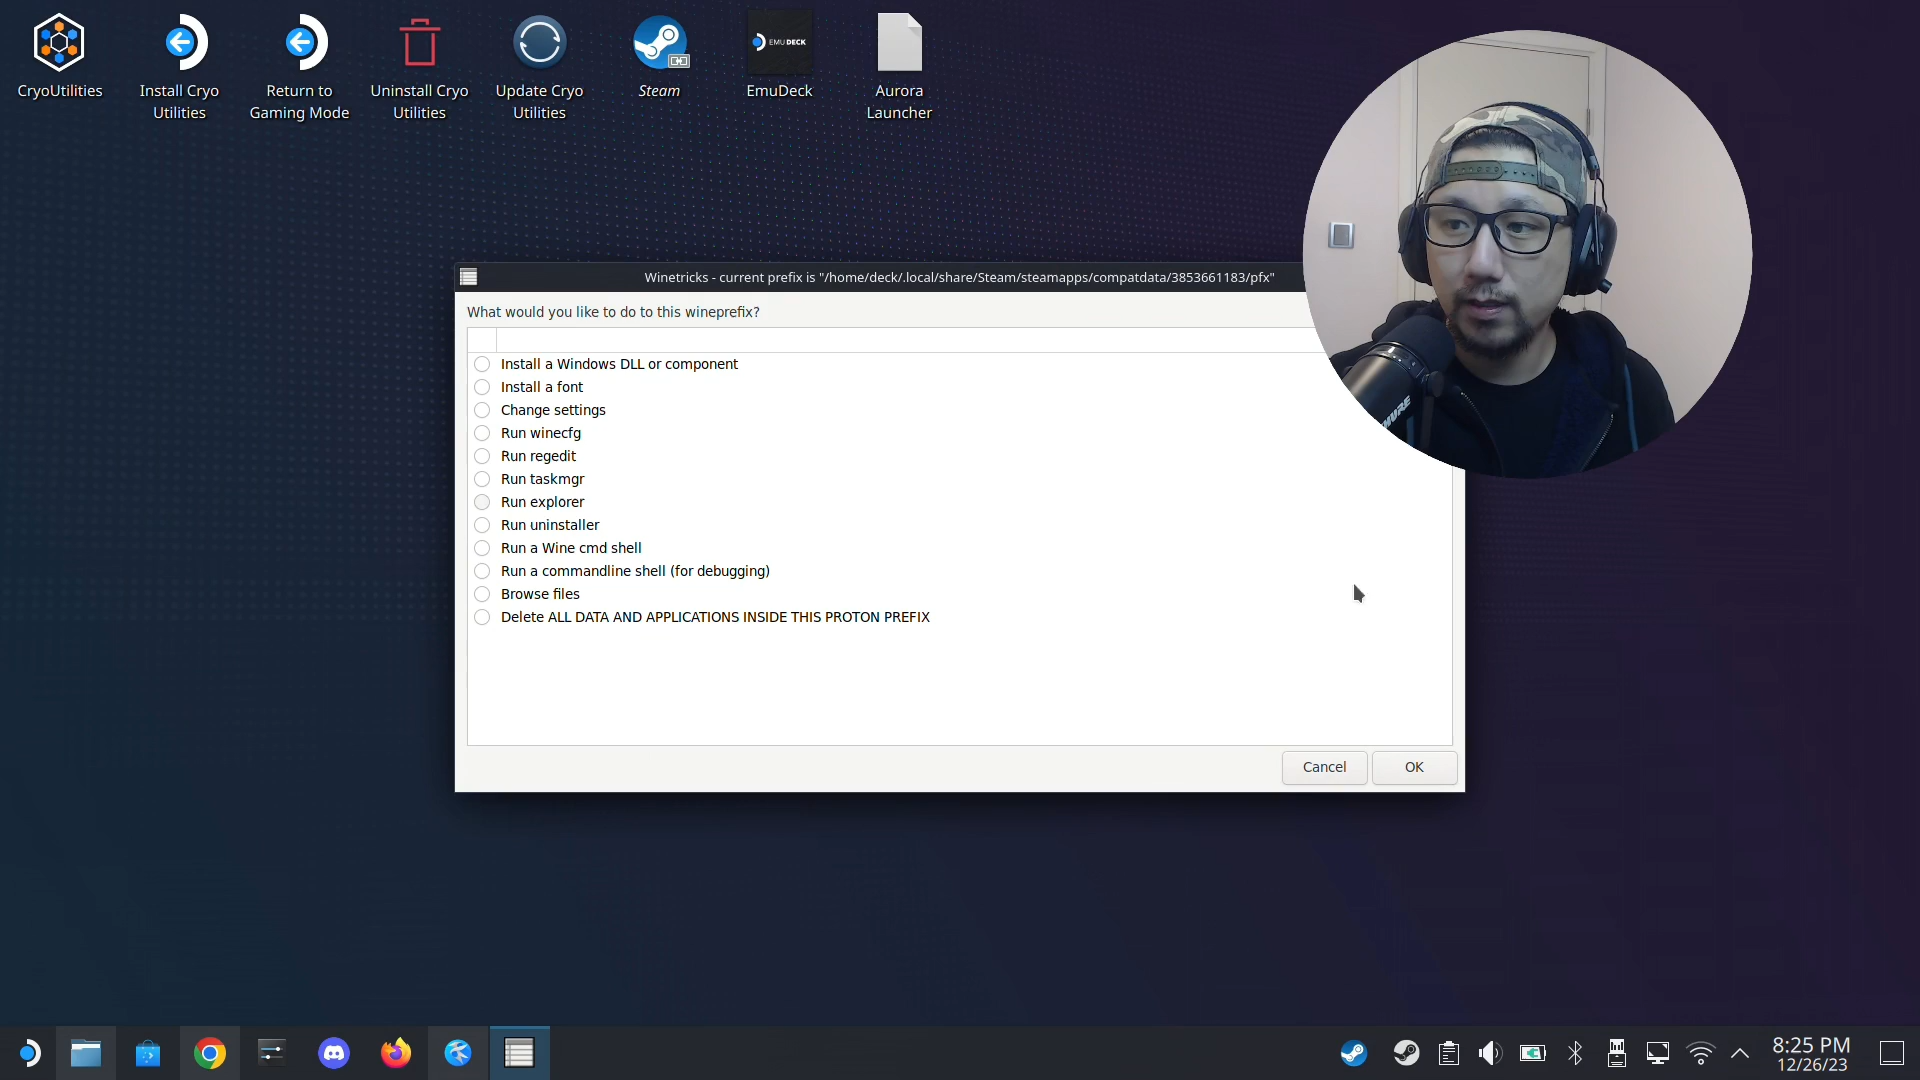 CryoUtilities
Install Cryo
Utilities
Return to
Gaming Mode
Uninstall Cryo
Utilities
Update Cryo
Utilities
Steam
EMUDECK
EmuDeck
Aurora
Launcher
Winetricks - current prefix is "/home/deck/.local/share/Steam/steamapps/compatdata/3853661183/pfx"
What would you like to do to this wineprefix?
Install a Windows DLL or component
Install a font
Change settings
Run winecfg
Run regedit
Run taskmgr
Run explorer
Run uninstaller
Run a Wine cmd shell
Run a commandline shell (for debugging)
Browse files
Delete ALL DATA AND APPLICATIONS INSIDE THIS PROTON PREFIX
Cancel
OK
SHURE
8:25 PM
12/26/23